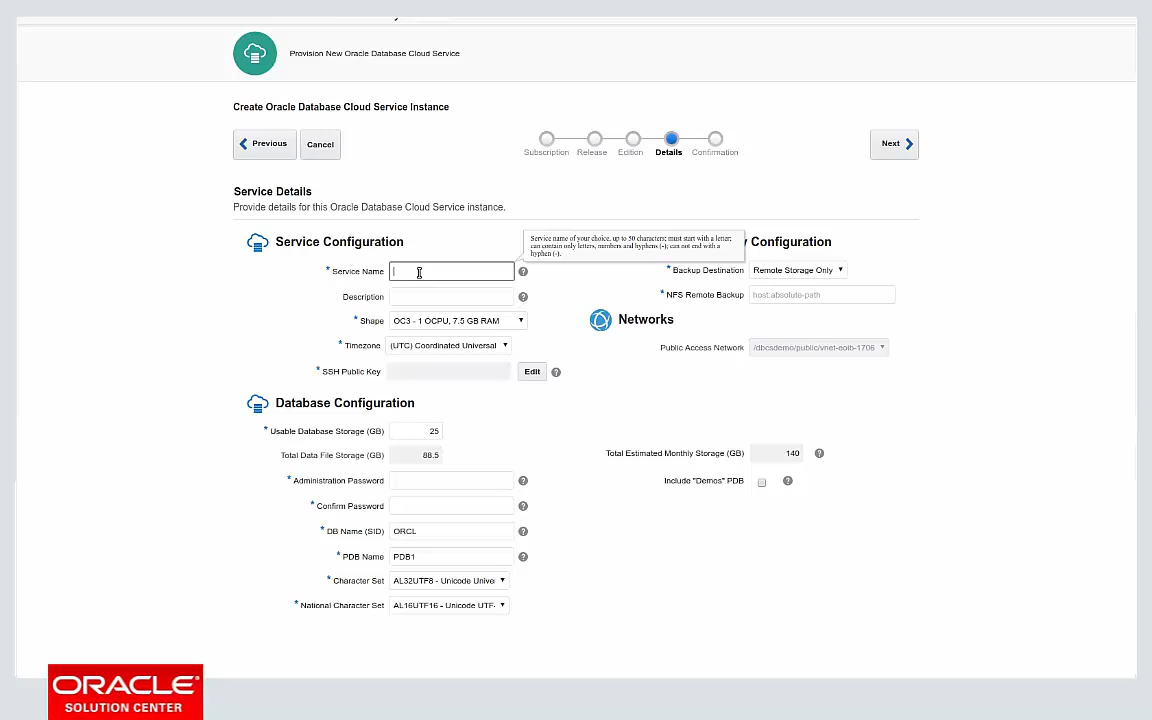 Provision New Oracle Database Cloud Service
Create Oracle Database Cloud Service Instance
Previous
Cancel
Subscription
Release
Edition
Details
Confirmation
Next
Service Details
Provide details for this Oracle Database Cloud Service instance.
Service Configuration
Service name of your choice, up to 50 characters; must start with a letter;
can contain only letters, numbers and hyphens (-); can not end with a
hyphen (-).
y Configuration
* Service Name
?
* Backup Destination
Remote Storage Only
Description
?
* NFS Remote Backup
host:absolute-path
* Shape
OC3 - 1 OCPU, 7.5 GB RAM
Networks
* Timezone
(UTC) Coordinated Universal
Public Access Network
/dbcsdemo/public/vnet-eoib-1706
* SSH Public Key
Edit
?
Database Configuration
* Usable Database Storage (GB)
25
Total Data File Storage (GB)
88.5
Total Estimated Monthly Storage (GB)
140
?
* Administration Password
?
Include "Demos" PDB
?
* Confirm Password
?
* DB Name (SID)
ORCL
?
* PDB Name
PDB1
?
* Character Set
AL32UTF8 - Unicode Unive
* National Character Set
AL16UTF16 - Unicode UTF-
ORACLE
SOLUTION CENTER